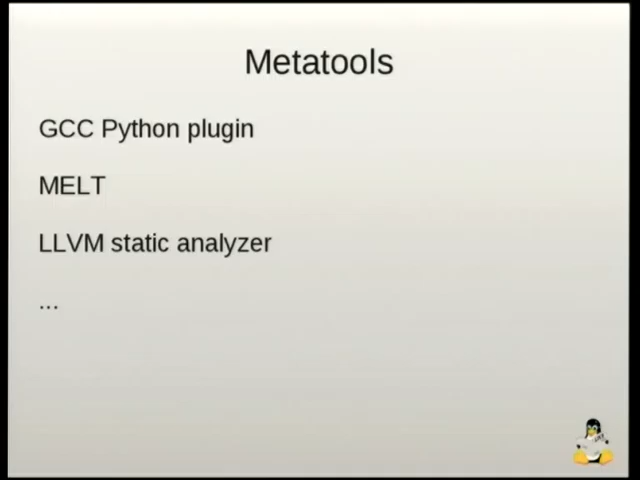 Metatools
GCC Python plugin
MELT
LLVM static analyzer
...